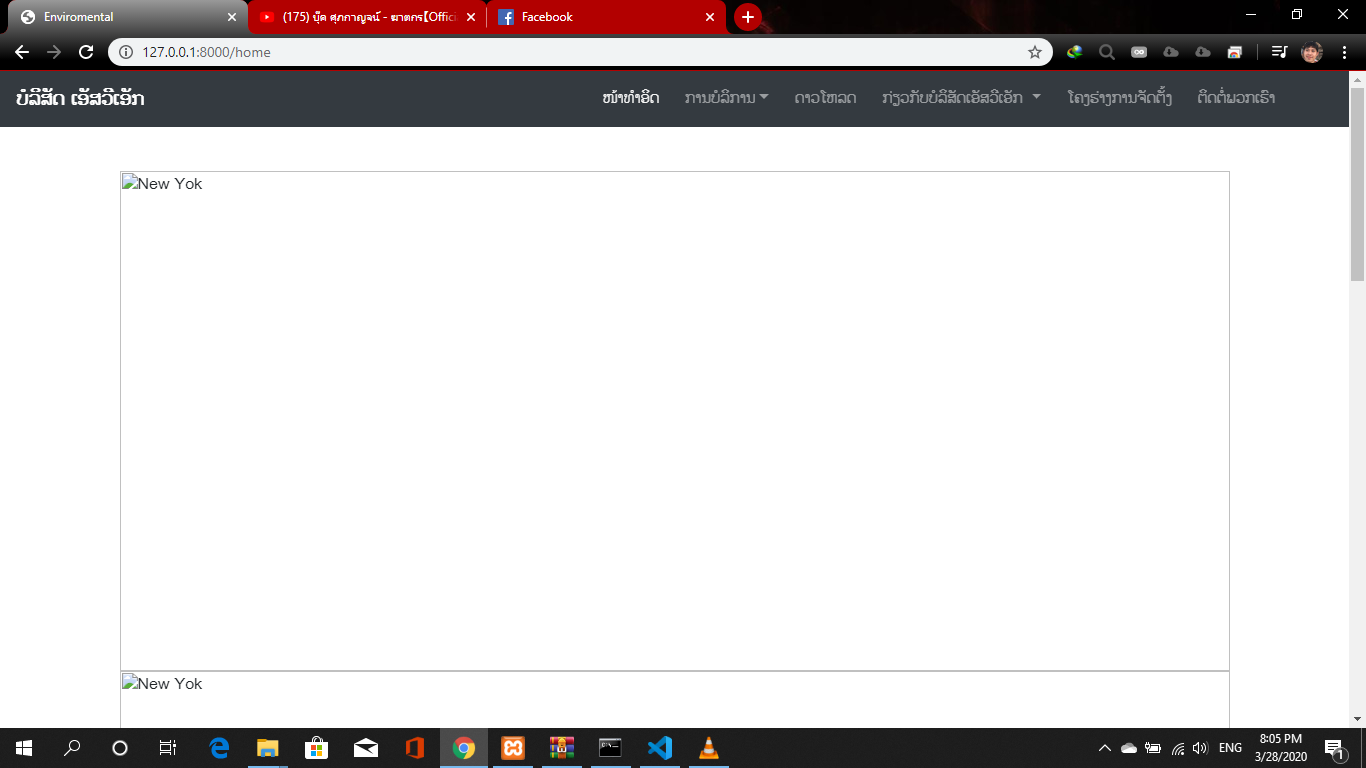 Enviromental
(175) บุ๊ค ศุภกาญจน์ - ฆาตกร【Offici
Facebook
127.0.0.1:8000/home
ບໍລິສັດ ເອັສວີເອັກ
ໜ້າທຳອິດ
ການບໍລິການ
ດາວໂຫລດ
ກ່ຽວກັບບໍລິສັດເອັສວີເອັກ
ໂຄງຮ່າງການຈັດຕັ້ງ
ຕິດຕໍ່ພວກເຮົາ
New Yok
New Yok
ENG
8:05 PM
3/28/2020
1